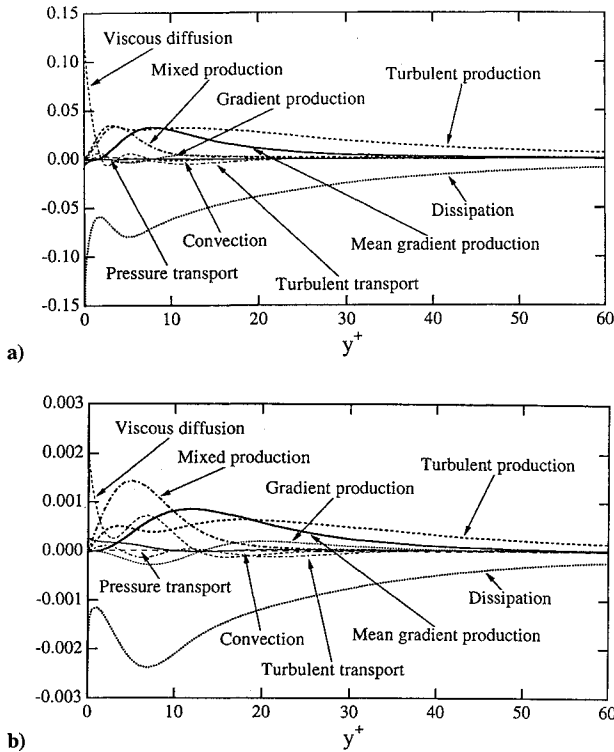 0.15
Viscous diffusion
Mixed production
Turbulent production
0.10
Gradient production
0.05
0.00
-0.05
Dissipation
Convection
Mean gradient production
-0.10
Pressure transport
Turbulent transport
-0.15
0 10 20 30 40 50 60
a)
y+
0.003
Viscous diffusion
Mixed production
0.002
Turbulent production
Gradient production
0.001
0.000
Pressure transport
-0.001
Dissipation
Convection
Mean gradient production
-0.002
Turbulent transport
-0.003
0 10 20 30 40 50 60
b)
y+